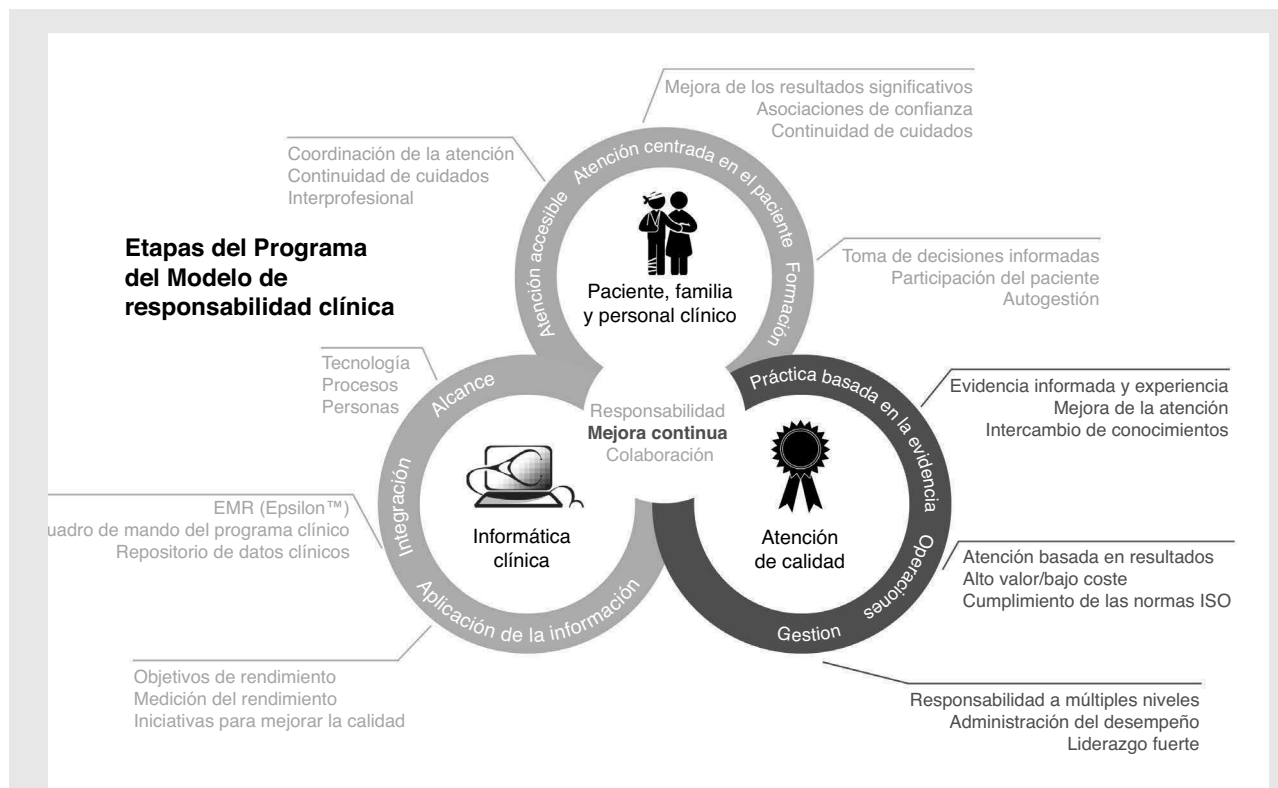 Mejora de los resultados significativos
Asociaciones de confianza
Continuidad de cuidados
Coordinación de la atención
Continuidad de cuidados
Interprofesional
Atención accesible
Atención centrada en el paciente
Formación
Paciente, familia
y personal clínico
Toma de decisiones informadas
Participación del paciente
Autogestión
Etapas del Programa
del Modelo de
responsabilidad clínica
Tecnología
Procesos
Personas
Alcance
Integración
Aplicación de la información
Informática
clínica
Responsabilidad
Mejora continua
Colaboración
Práctica basada en la evidencia
Operaciones
Gestion
Atención
de calidad
Evidencia informada y experiencia
Mejora de la atención
Intercambio de conocimientos
EMR (Epsilon™)
uadro de mando del programa clínico
Repositorio de datos clínicos
Atención basada en resultados
Alto valor/bajo coste
Cumplimiento de las normas ISO
Objetivos de rendimiento
Medición del rendimiento
Iniciativas para mejorar la calidad
Responsabilidad a múltiples niveles
Administración del desempeño
Liderazgo fuerte